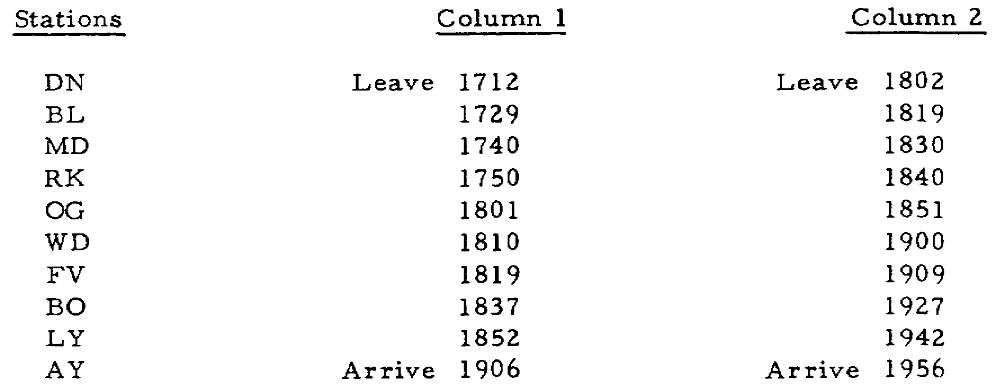 Stations Column 1 Column 2
DN Leave 1712 Leave 1802
BL 1729 1819
MD 1740 1830
RK 1750 1840
OG 1801 1851
WD 1810 1900
FV 1819 1909
BO 1837 1927
LY 1852 1942
AY Arrive 1906 Arrive 1956